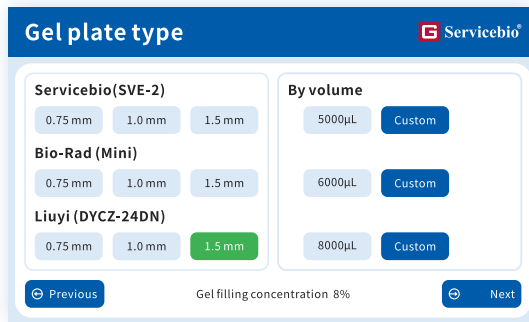 Gel plate type
G Servicebio®
Servicebio(SVE-2)
0.75 mm 1.0 mm 1.5 mm
Bio-Rad (Mini)
0.75 mm 1.0 mm 1.5 mm
Liuyi (DYCZ-24DN)
0.75 mm 1.0 mm 1.5 mm
By volume
5000μL Custom
6000μL Custom
8000μL Custom
Previous
Gel filling concentration 8%
Next